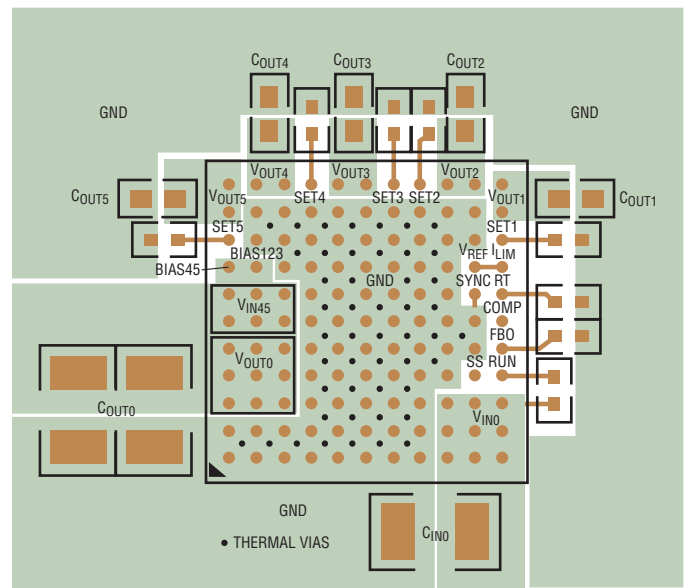 COUT4 COUT3 COUT2
GND GND
VOUT4 VOUT3 VOUT2
COUT5 VOUT5 SET4 SET3 SET2 VOUT1 COUT1
SET5 SET1
BIAS123 VREF ILIM
BIAS45 GND SYNC RT
VIN45 COMP
FBO
VOUT0 SS RUN
COUT0 VIN0
GND CIN0
• THERMAL VIAS